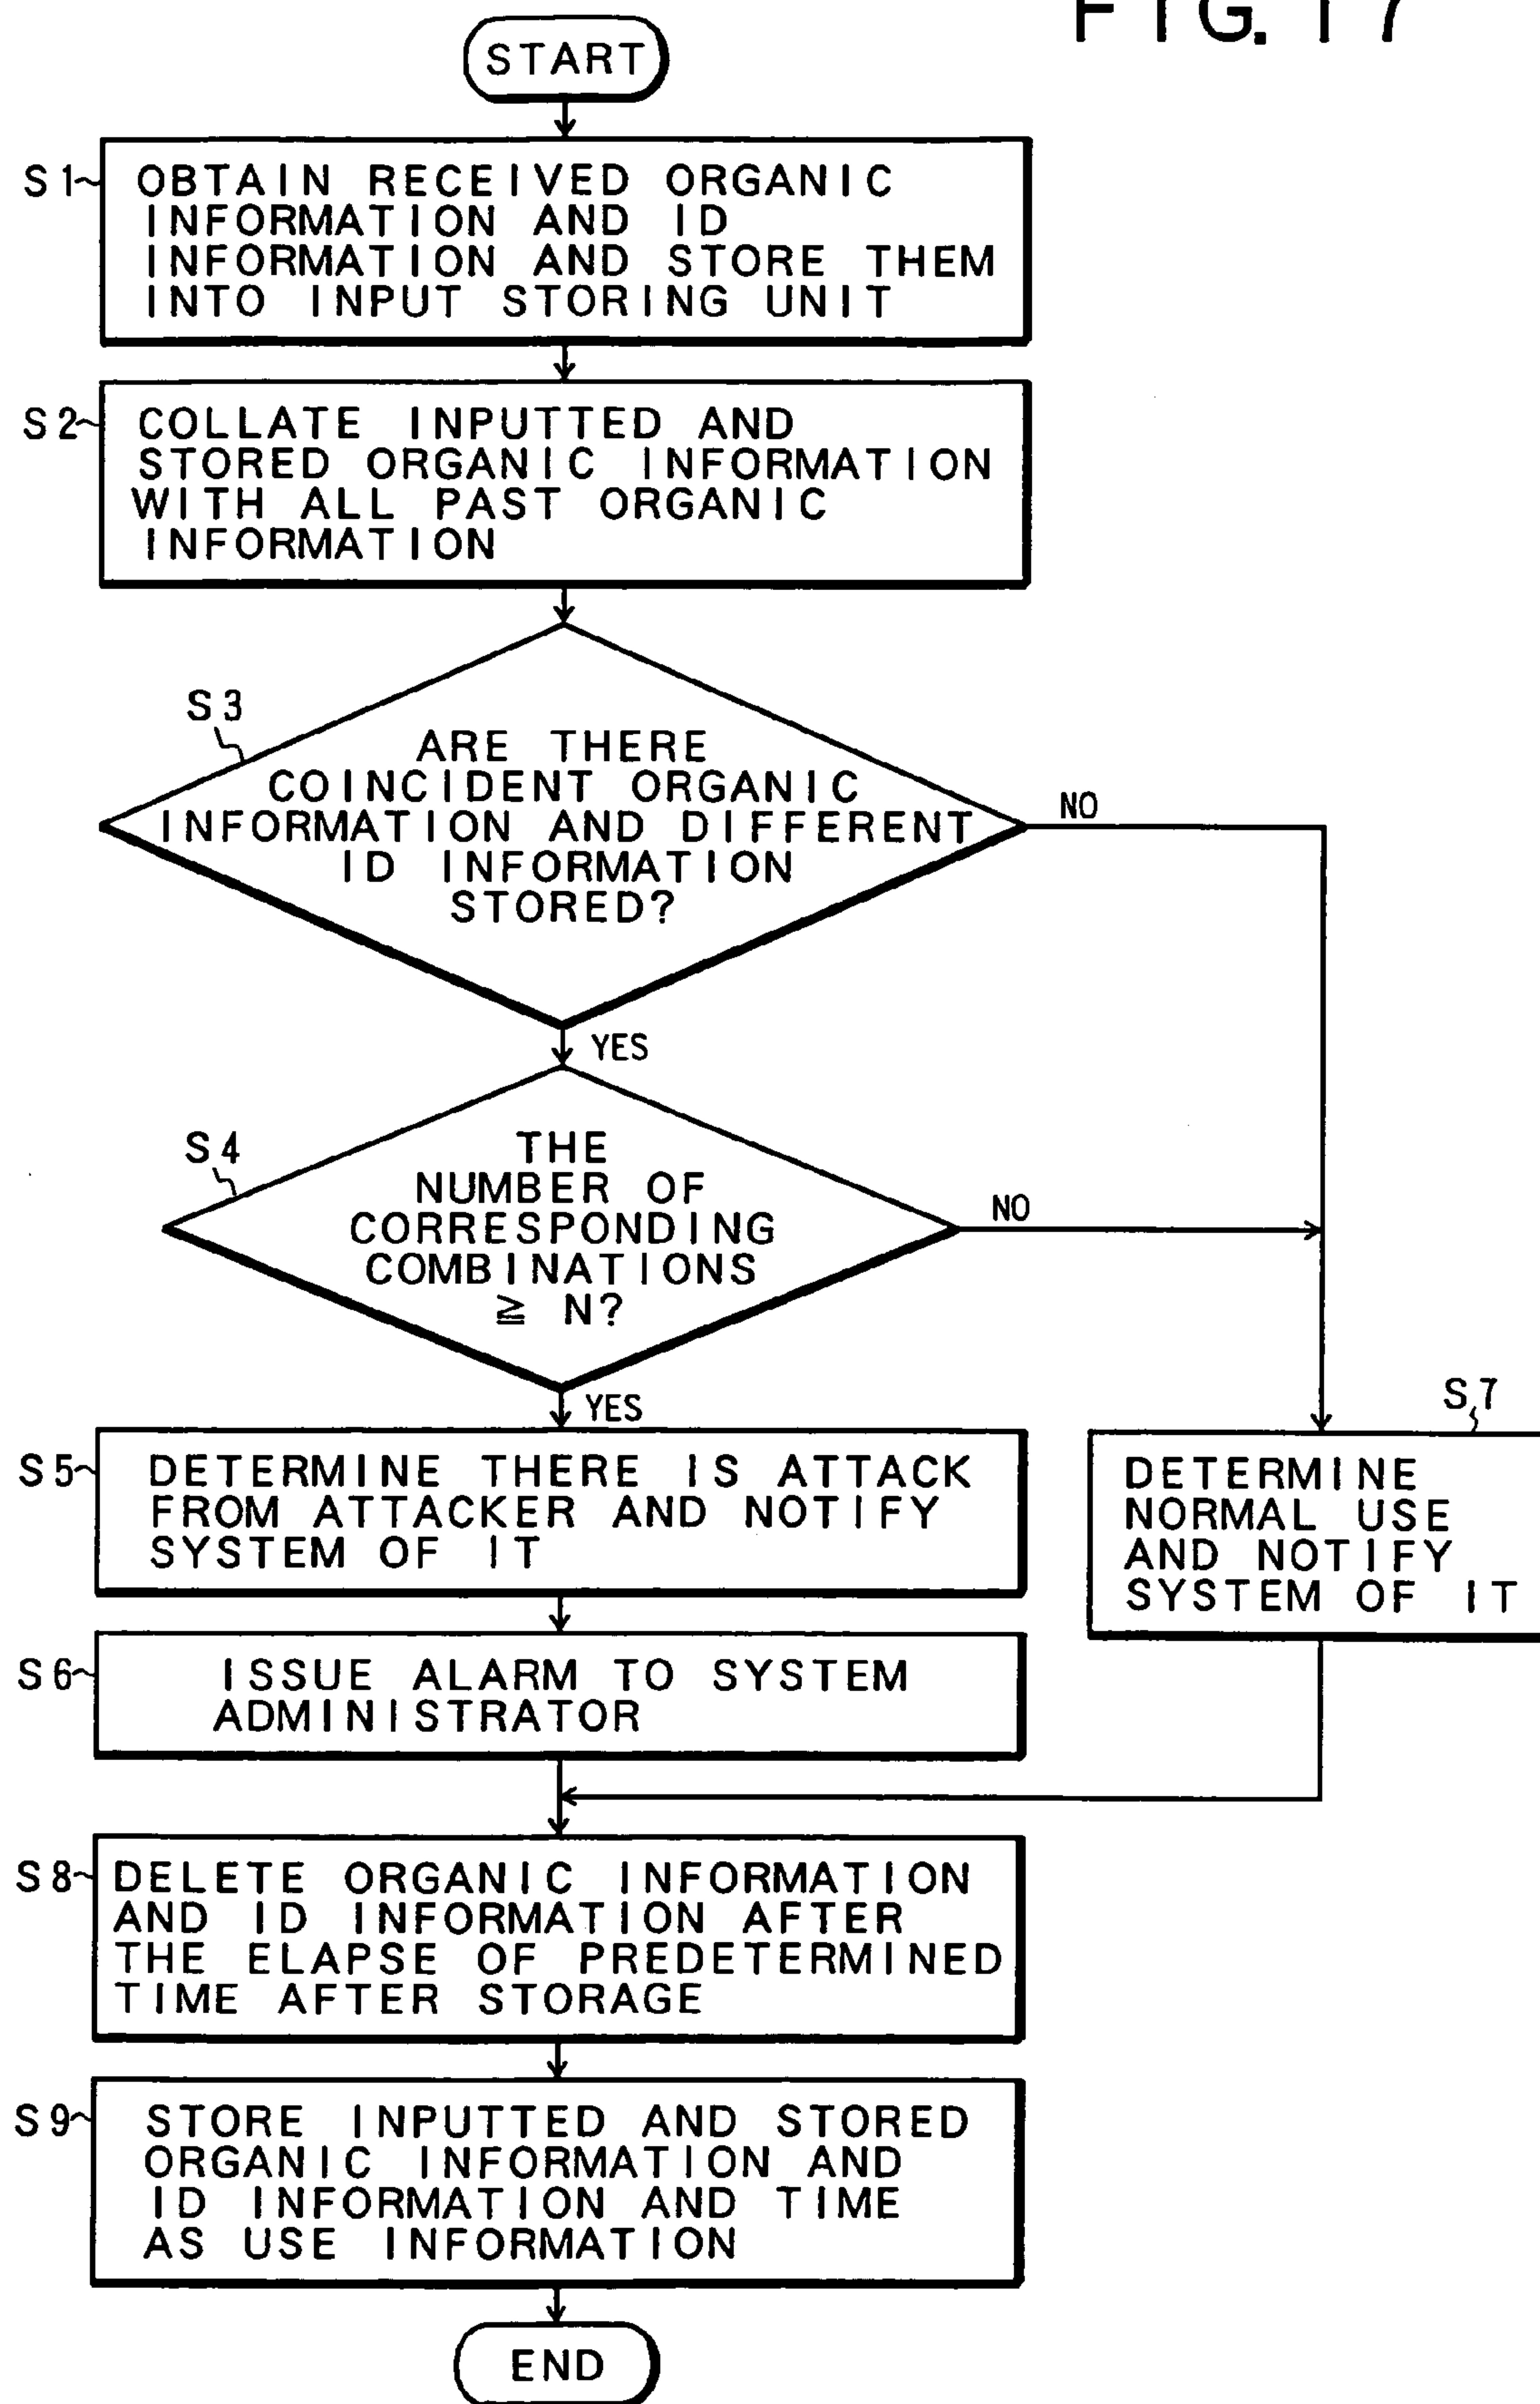 FIG. 17
START
S1
OBTAIN RECEIVED ORGANIC
INFORMATION AND ID
INFORMATION AND STORE THEM
INTO INPUT STORING UNIT
S2
COLLATE INPUTTED AND
STORED ORGANIC INFORMATION
WITH ALL PAST ORGANIC
INFORMATION
S3
ARE THERE
COINCIDENT ORGANIC
INFORMATION AND DIFFERENT
ID INFORMATION
STORED?
NO
YES
S4
THE
NUMBER OF
CORRESPONDING
COMBINATIONS
≧ N?
NO
YES
S5
DETERMINE THERE IS ATTACK
FROM ATTACKER AND NOTIFY
SYSTEM OF IT
S7
DETERMINE
NORMAL USE
AND NOTIFY
SYSTEM OF IT
S6
ISSUE ALARM TO SYSTEM
ADMINISTRATOR
S8
DELETE ORGANIC INFORMATION
AND ID INFORMATION AFTER
THE ELAPSE OF PREDETERMINED
TIME AFTER STORAGE
S9
STORE INPUTTED AND STORED
ORGANIC INFORMATION AND
ID INFORMATION AND TIME
AS USE INFORMATION
END